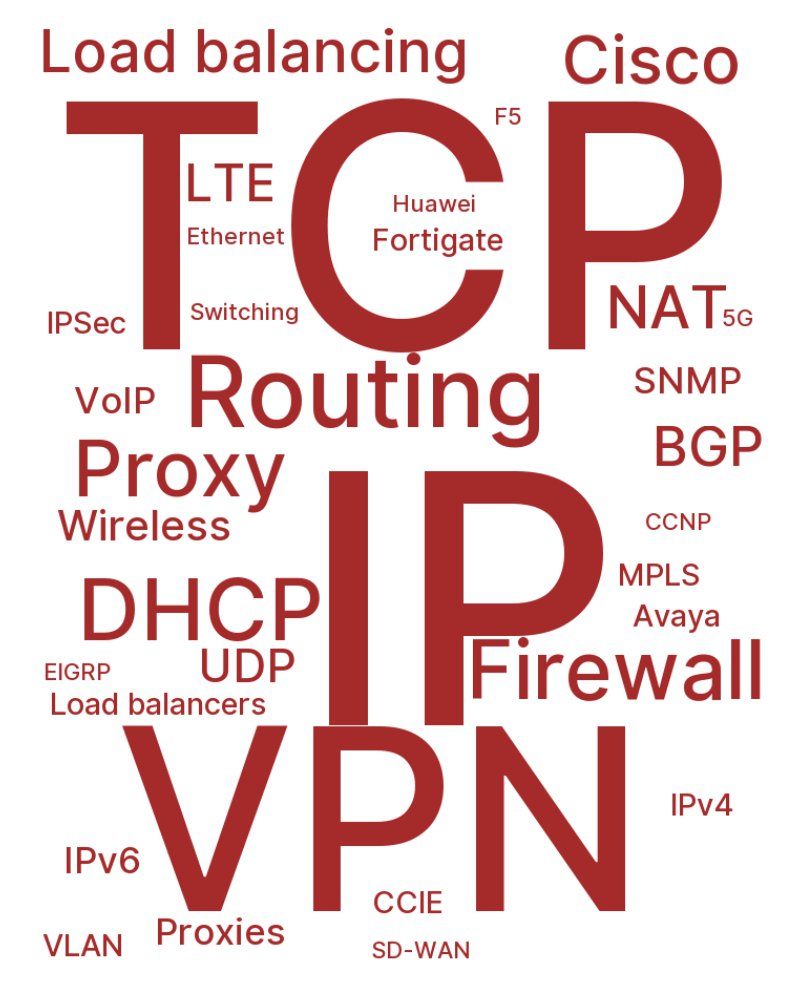 Load balancing
Cisco
TCP
F5
LTE
Huawei
Ethernet
Fortigate
NAT
IPSec
Switching
5G
Routing
VoIP
SNMP
Proxy
BGP
IP
Wireless
CCNP
DHCP
MPLS
Avaya
UDP
Firewall
EIGRP
Load balancers
VPN
IPv4
IPv6
CCIE
Proxies
VLAN
SD-WAN